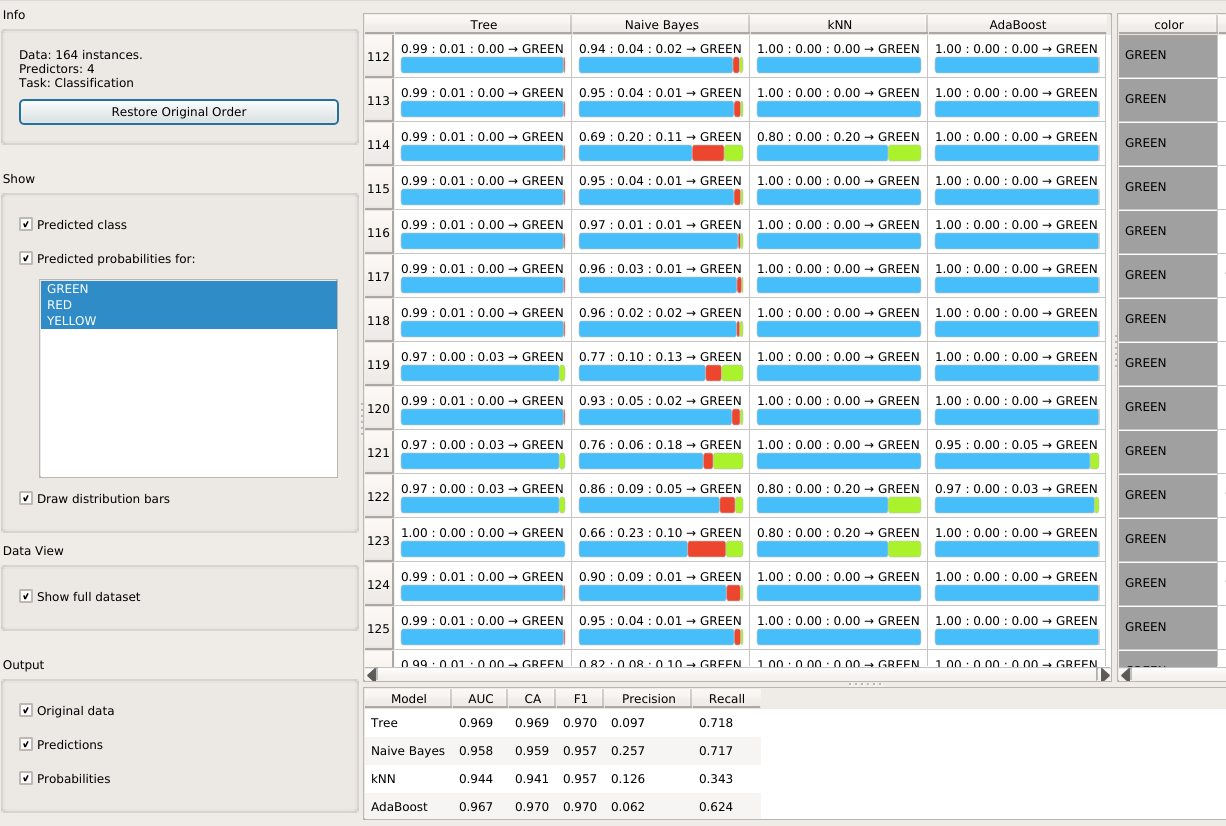 Info
Data: 164 instances.
Predictors: 4
Task: Classification
Restore Original Order
Show
Predicted class
Predicted probabilities for:
GREEN
RED
YELLOW
Draw distribution bars
Data View
Show full dataset
Output
Original data
Predictions
Probabilities
Tree Naive Bayes kNN AdaBoost color
112 0.99 : 0.01 : 0.00 → GREEN 0.94 : 0.04 : 0.02 → GREEN 1.00 : 0.00 : 0.00 → GREEN 1.00 : 0.00 : 0.00 → GREEN GREEN
113 0.99 : 0.01 : 0.00 → GREEN 0.95 : 0.04 : 0.01 → GREEN 1.00 : 0.00 : 0.00 → GREEN 1.00 : 0.00 : 0.00 → GREEN GREEN
114 0.99 : 0.01 : 0.00 → GREEN 0.69 : 0.20 : 0.11 → GREEN 0.80 : 0.00 : 0.20 → GREEN 1.00 : 0.00 : 0.00 → GREEN GREEN
115 0.99 : 0.01 : 0.00 → GREEN 0.95 : 0.04 : 0.01 → GREEN 1.00 : 0.00 : 0.00 → GREEN 1.00 : 0.00 : 0.00 → GREEN GREEN
116 0.99 : 0.01 : 0.00 → GREEN 0.97 : 0.01 : 0.01 → GREEN 1.00 : 0.00 : 0.00 → GREEN 1.00 : 0.00 : 0.00 → GREEN GREEN
117 0.99 : 0.01 : 0.00 → GREEN 0.96 : 0.03 : 0.01 → GREEN 1.00 : 0.00 : 0.00 → GREEN 1.00 : 0.00 : 0.00 → GREEN GREEN
118 0.99 : 0.01 : 0.00 → GREEN 0.96 : 0.02 : 0.02 → GREEN 1.00 : 0.00 : 0.00 → GREEN 1.00 : 0.00 : 0.00 → GREEN GREEN
119 0.97 : 0.00 : 0.03 → GREEN 0.77 : 0.10 : 0.13 → GREEN 1.00 : 0.00 : 0.00 → GREEN 1.00 : 0.00 : 0.00 → GREEN GREEN
120 0.99 : 0.01 : 0.00 → GREEN 0.93 : 0.05 : 0.02 → GREEN 1.00 : 0.00 : 0.00 → GREEN 1.00 : 0.00 : 0.00 → GREEN GREEN
121 0.97 : 0.00 : 0.03 → GREEN 0.76 : 0.06 : 0.18 → GREEN 1.00 : 0.00 : 0.00 → GREEN 0.95 : 0.00 : 0.05 → GREEN GREEN
122 0.97 : 0.00 : 0.03 → GREEN 0.86 : 0.09 : 0.05 → GREEN 0.80 : 0.00 : 0.20 → GREEN 0.97 : 0.00 : 0.03 → GREEN GREEN
123 1.00 : 0.00 : 0.00 → GREEN 0.66 : 0.23 : 0.10 → GREEN 0.80 : 0.00 : 0.20 → GREEN 1.00 : 0.00 : 0.00 → GREEN GREEN
124 0.99 : 0.01 : 0.00 → GREEN 0.90 : 0.09 : 0.01 → GREEN 1.00 : 0.00 : 0.00 → GREEN 1.00 : 0.00 : 0.00 → GREEN GREEN
125 0.99 : 0.01 : 0.00 → GREEN 0.95 : 0.04 : 0.01 → GREEN 1.00 : 0.00 : 0.00 → GREEN 1.00 : 0.00 : 0.00 → GREEN GREEN
0.99 : 0.01 : 0.00 → GREEN 0.82 : 0.08 : 0.10 → GREEN 1.00 : 0.00 : 0.00 → GREEN 1.00 : 0.00 : 0.00 → GREEN
Model AUC CA F1 Precision Recall
Tree 0.969 0.969 0.970 0.097 0.718
Naive Bayes 0.958 0.959 0.957 0.257 0.717
kNN 0.944 0.941 0.957 0.126 0.343
AdaBoost 0.967 0.970 0.970 0.062 0.624